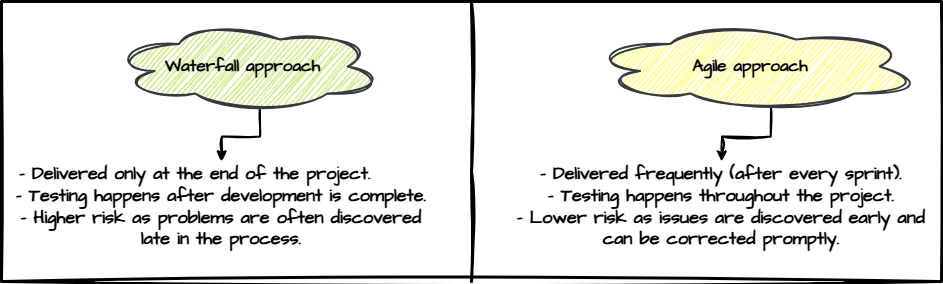 Waterfall approach
- Delivered only at the end of the project.
- Testing happens after development is complete.
- Higher risk as problems are often discovered
late in the process.
Agile approach
- Delivered frequently (after every sprint).
- Testing happens throughout the project.
- Lower risk as issues are discovered early and
can be corrected promptly.